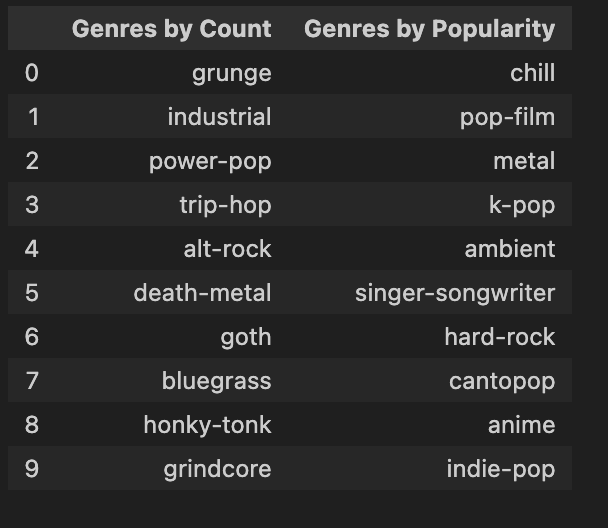 Genres by Count Genres by Popularity
0 grunge chill
1 industrial pop-film
2 power-pop metal
3 trip-hop k-pop
4 alt-rock ambient
5 death-metal singer-songwriter
6 goth hard-rock
7 bluegrass cantopop
8 honky-tonk anime
9 grindcore indie-pop